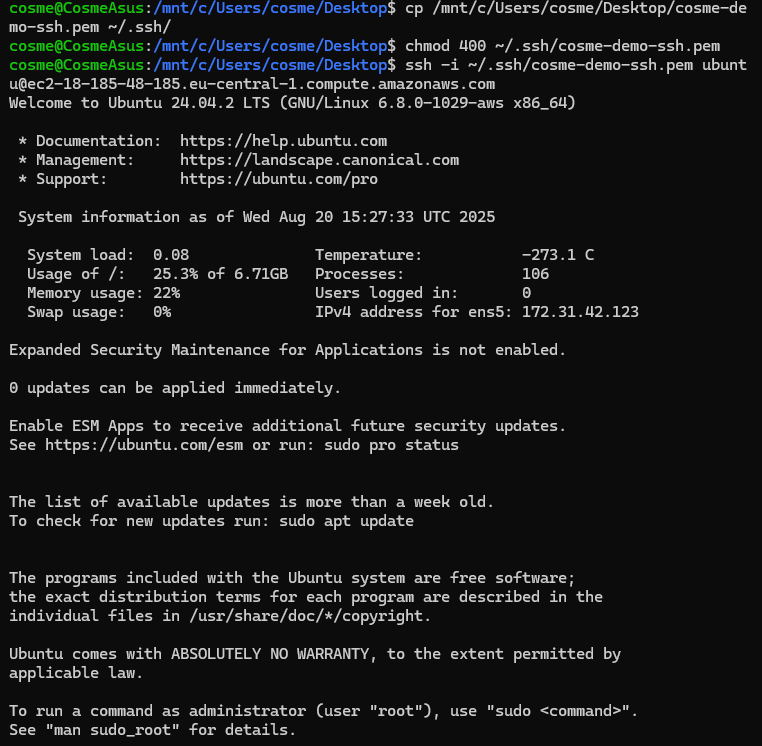 cosme@CosmeAsus:/mnt/c/Users/cosme/Desktop$ cp /mnt/c/Users/cosme/Desktop/cosme-de
mo-ssh.pem ~/.ssh/
cosme@CosmeAsus:/mnt/c/Users/cosme/Desktop$ chmod 400 ~/.ssh/cosme-demo-ssh.pem
cosme@CosmeAsus:/mnt/c/Users/cosme/Desktop$ ssh -i ~/.ssh/cosme-demo-ssh.pem ubunt
u@ec2-18-185-48-185.eu-central-1.compute.amazonaws.com
Welcome to Ubuntu 24.04.2 LTS (GNU/Linux 6.8.0-1029-aws x86_64)

 * Documentation:  https://help.ubuntu.com
 * Management:     https://landscape.canonical.com
 * Support:        https://ubuntu.com/pro

 System information as of Wed Aug 20 15:27:33 UTC 2025

  System load:  0.08              Temperature:           -273.1 C
  Usage of /:   25.3% of 6.71GB   Processes:             106
  Memory usage: 22%               Users logged in:       0
  Swap usage:   0%                IPv4 address for ens5: 172.31.42.123

Expanded Security Maintenance for Applications is not enabled.

0 updates can be applied immediately.

Enable ESM Apps to receive additional future security updates.
See https://ubuntu.com/esm or run: sudo pro status


The list of available updates is more than a week old.
To check for new updates run: sudo apt update


The programs included with the Ubuntu system are free software;
the exact distribution terms for each program are described in the
individual files in /usr/share/doc/*/copyright.

Ubuntu comes with ABSOLUTELY NO WARRANTY, to the extent permitted by
applicable law.

To run a command as administrator (user "root"), use "sudo <command>".
See "man sudo_root" for details.